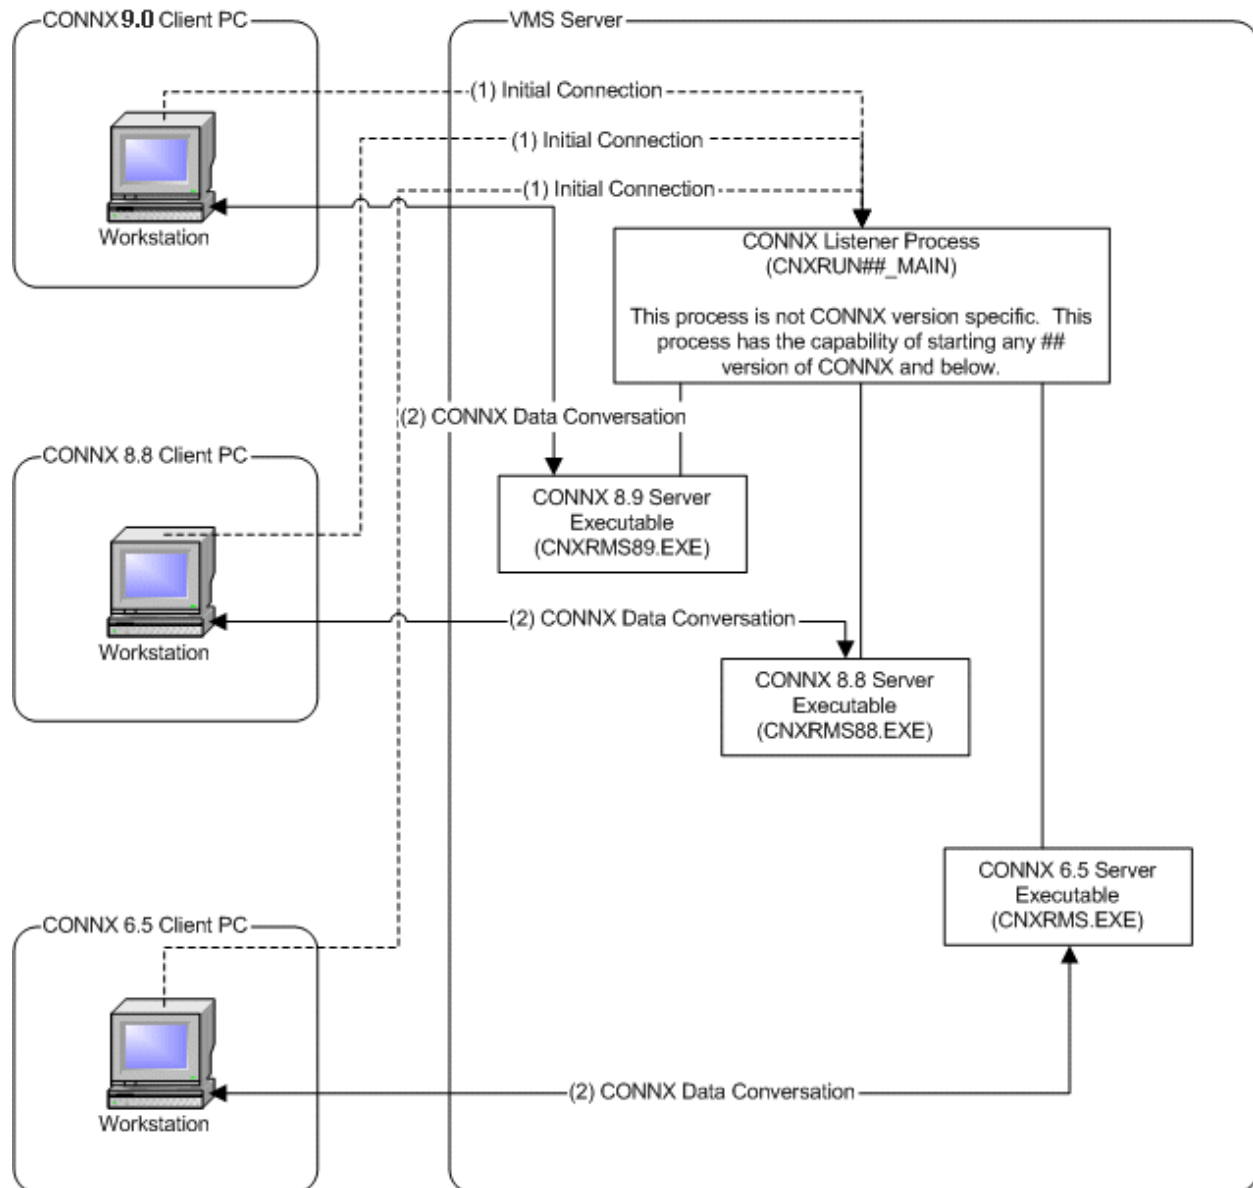 CONNX 9.0 Client PC
VMS Server
(1) Initial Connection
(1) Initial Connection
(1) Initial Connection
Workstation
CONNX Listener Process
(CNXRUN##_MAIN)
This process is not CONNX version specific. This
process has the capability of starting any ##
version of CONNX and below.
(2) CONNX Data Conversation
CONNX 8.8 Client PC
CONNX 8.9 Server
Executable
(CNXRMS89.EXE)
Workstation
(2) CONNX Data Conversation
CONNX 8.8 Server
Executable
(CNXRMS88.EXE)
CONNX 6.5 Server
Executable
(CNXRMS.EXE)
CONNX 6.5 Client PC
(2) CONNX Data Conversation
Workstation